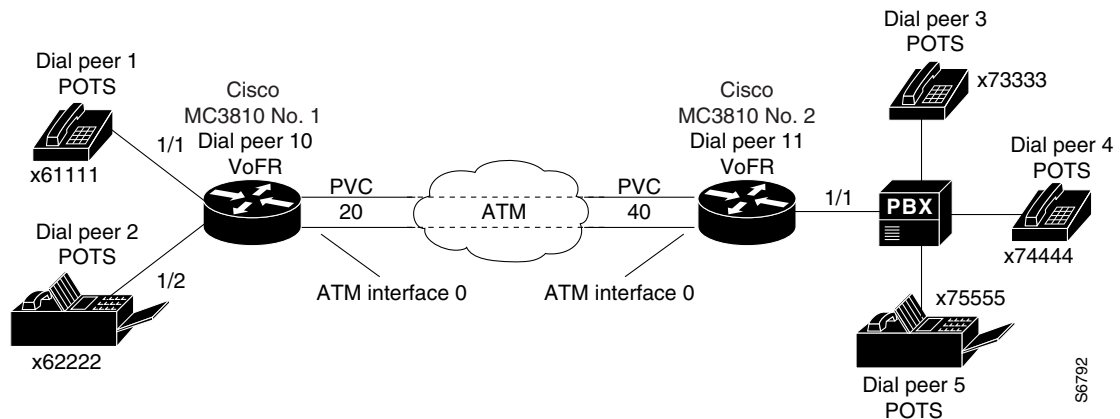 Dial peer 1
POTS
x61111
1/1
Dial peer 2
POTS
1/2
x62222
Cisco
MC3810 No. 1
Dial peer 10
VoFR
PVC
20
ATM
PVC
40
ATM interface 0
ATM interface 0
Cisco
MC3810 No. 2
Dial peer 11
VoFR
1/1
PBX
Dial peer 3
POTS
x73333
Dial peer 4
POTS
x74444
x75555
Dial peer 5
POTS
S6792